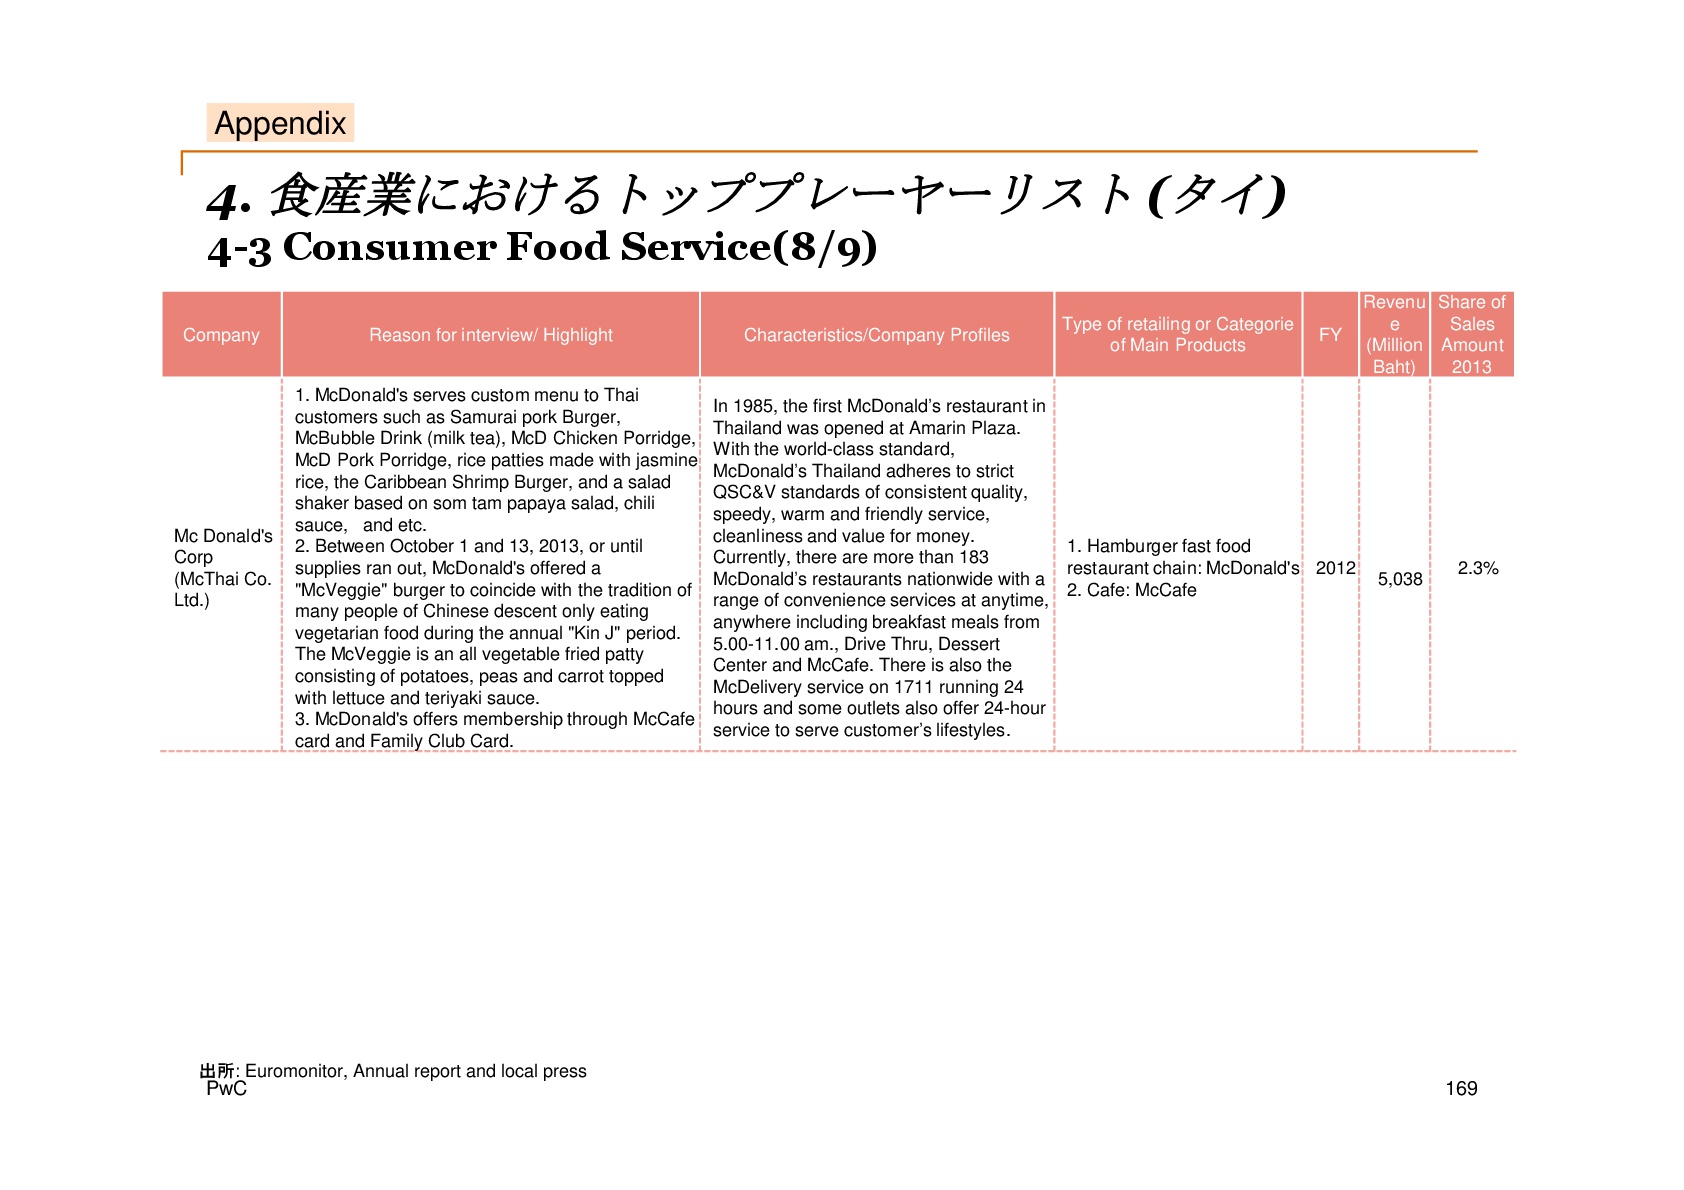 Appendix
4. 食産業におけるトッププレーヤーリスト(タイ)
4-3 Consumer Food Service(8/9)
Company
Reason for interview/ Highlight
Characteristics/Company Profiles
Type of retailing or Categorie
of Main Products
FY
Revenu
e
(Million
Baht)
Share of
Sales
Amount
2013
Mc Donald's
Corp
(McThai Co.
Ltd.)
1. McDonald's serves custom menu to Thai
customers such as Samurai pork Burger,
McBubble Drink (milk tea), McD Chicken Porridge,
McD Pork Porridge, rice patties made with jasmine
rice, the Caribbean Shrimp Burger, and a salad
shaker based on som tam papaya salad, chili
sauce,   and etc.
2. Between October 1 and 13, 2013, or until
supplies ran out, McDonald's offered a
"McVeggie" burger to coincide with the tradition of
many people of Chinese descent only eating
vegetarian food during the annual "Kin J" period.
The McVeggie is an all vegetable fried patty
consisting of potatoes, peas and carrot topped
with lettuce and teriyaki sauce.
3. McDonald's offers membership through McCafe
card and Family Club Card.
In 1985, the first McDonald’s restaurant in
Thailand was opened at Amarin Plaza.
With the world-class standard,
McDonald’s Thailand adheres to strict
QSC&V standards of consistent quality,
speedy, warm and friendly service,
cleanliness and value for money.
Currently, there are more than 183
McDonald’s restaurants nationwide with a
range of convenience services at anytime,
anywhere including breakfast meals from
5.00-11.00 am., Drive Thru, Dessert
Center and McCafe. There is also the
McDelivery service on 1711 running 24
hours and some outlets also offer 24-hour
service to serve customer’s lifestyles.
1. Hamburger fast food
restaurant chain: McDonald's
2. Cafe: McCafe
2012
5,038
2.3%
出所: Euromonitor, Annual report and local press
PwC
169